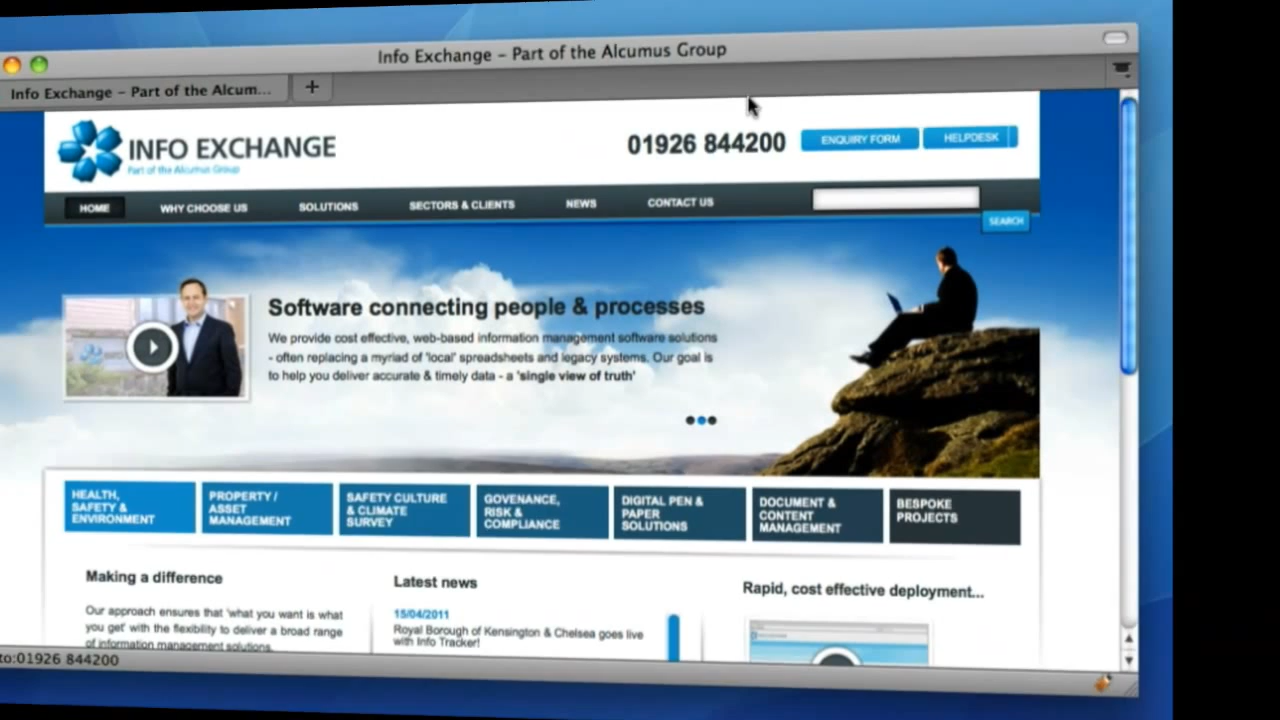 Info Exchange – Part of the Alcumus Group
Info Exchange – Part of the Alcum...
+
INFO EXCHANGE
Part of the Alcumus Group
01926 844200
ENQUIRY FORM
HELPDESK
HOME
WHY CHOOSE US
SOLUTIONS
SECTORS & CLIENTS
NEWS
CONTACT US
SEARCH
Software connecting people & processes
We provide cost effective, web-based information management software solutions
- often replacing a myriad of 'local' spreadsheets and legacy systems. Our goal is
to help you deliver accurate & timely data - a 'single view of truth'
HEALTH,
SAFETY &
ENVIRONMENT
PROPERTY /
ASSET
MANAGEMENT
SAFETY CULTURE
& CLIMATE
SURVEY
GOVENANCE,
RISK &
COMPLIANCE
DIGITAL PEN &
PAPER
SOLUTIONS
DOCUMENT &
CONTENT
MANAGEMENT
BESPOKE
PROJECTS
Making a difference
Our approach ensures that 'what you want is what
you get' with the flexibility to deliver a broad range
of information management solutions.
Latest news
15/04/2011
Royal Borough of Kensington & Chelsea goes live
with Info Tracker!
Rapid, cost effective deployment...
to:01926 844200